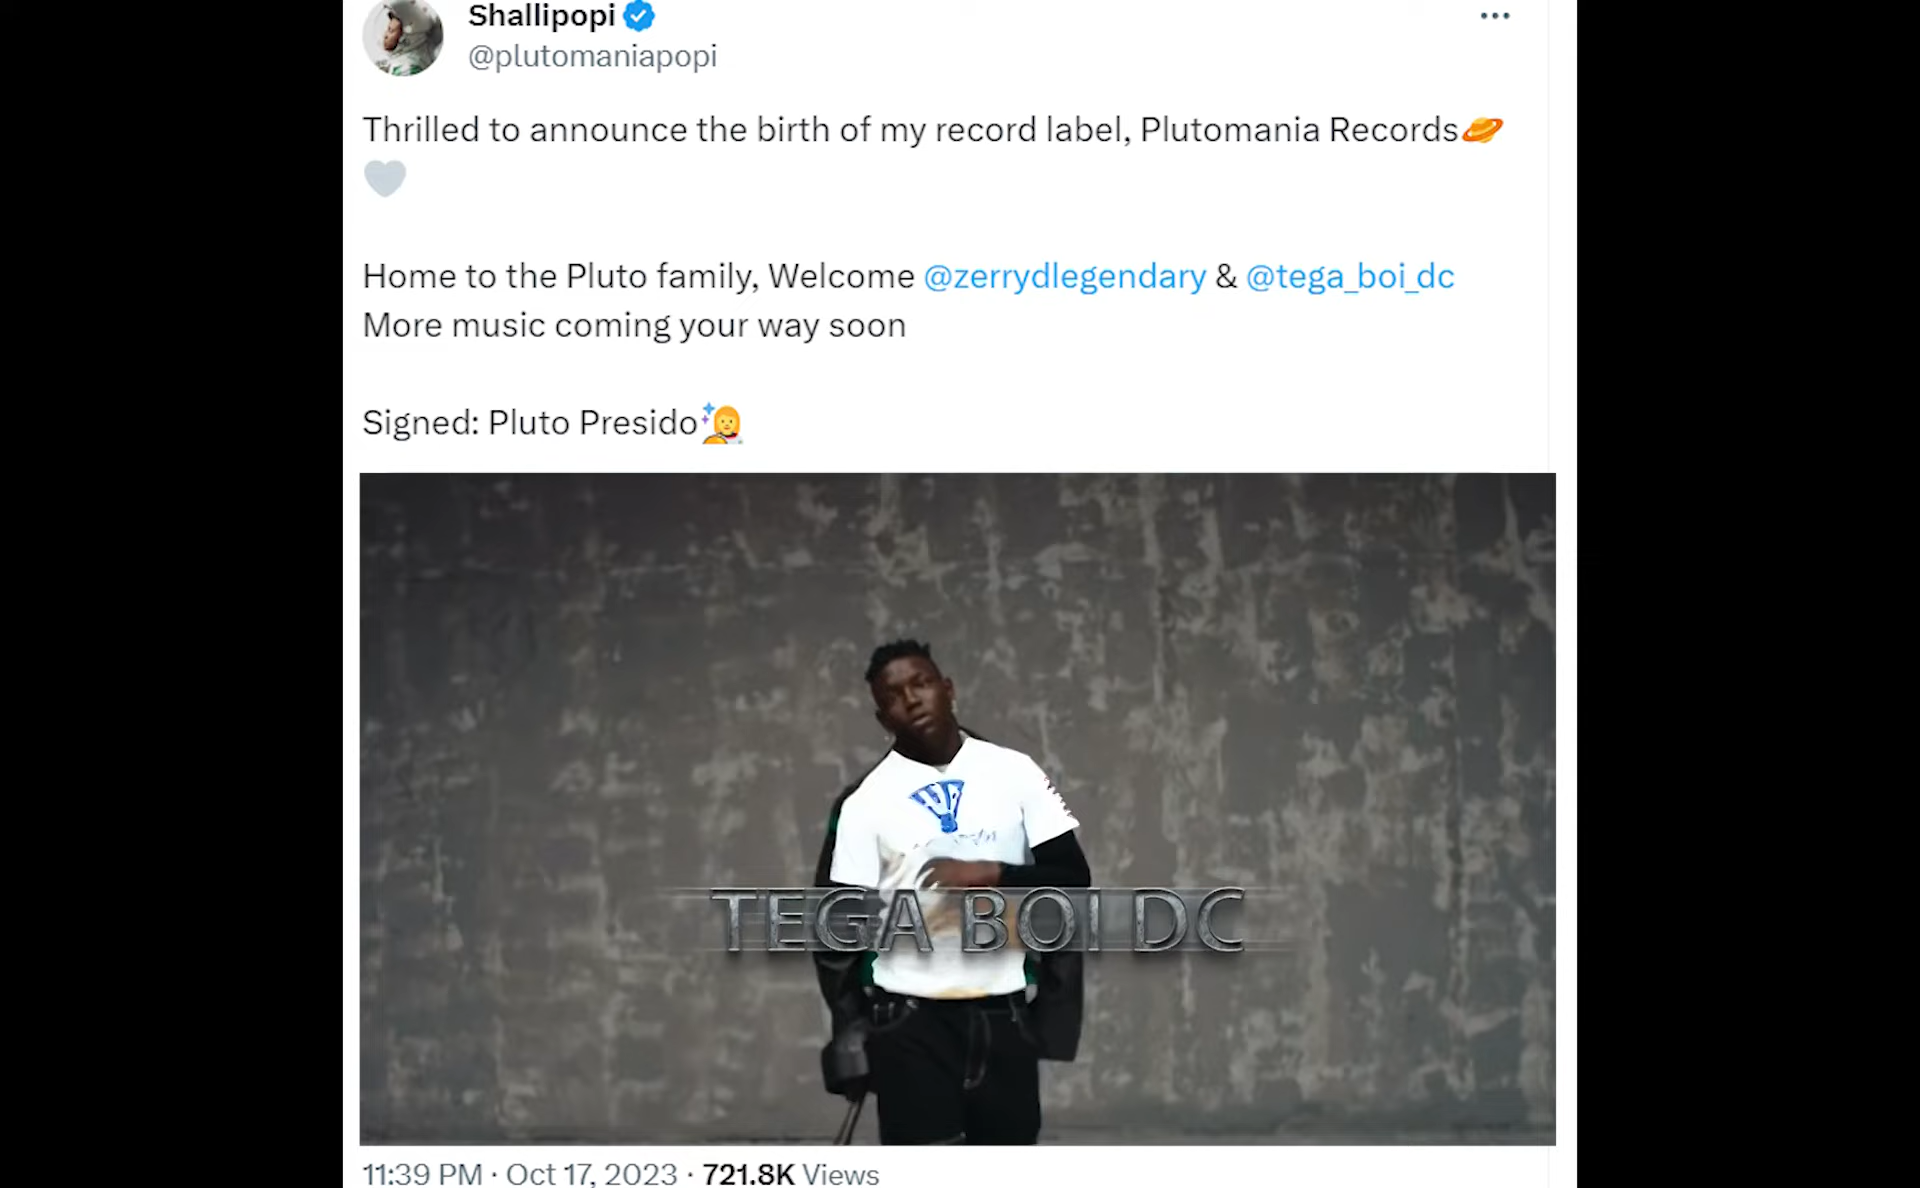 Shallipopi
@plutomaniapopi
Thrilled to announce the birth of my record label, Plutomania Records🪐
🤍
Home to the Pluto family, Welcome @zerrydlegendary & @tega_boi_dc
More music coming your way soon
Signed: Pluto Presido
TEGA BOI DC
11:39 PM · Oct 17, 2023 · 721.8K Views